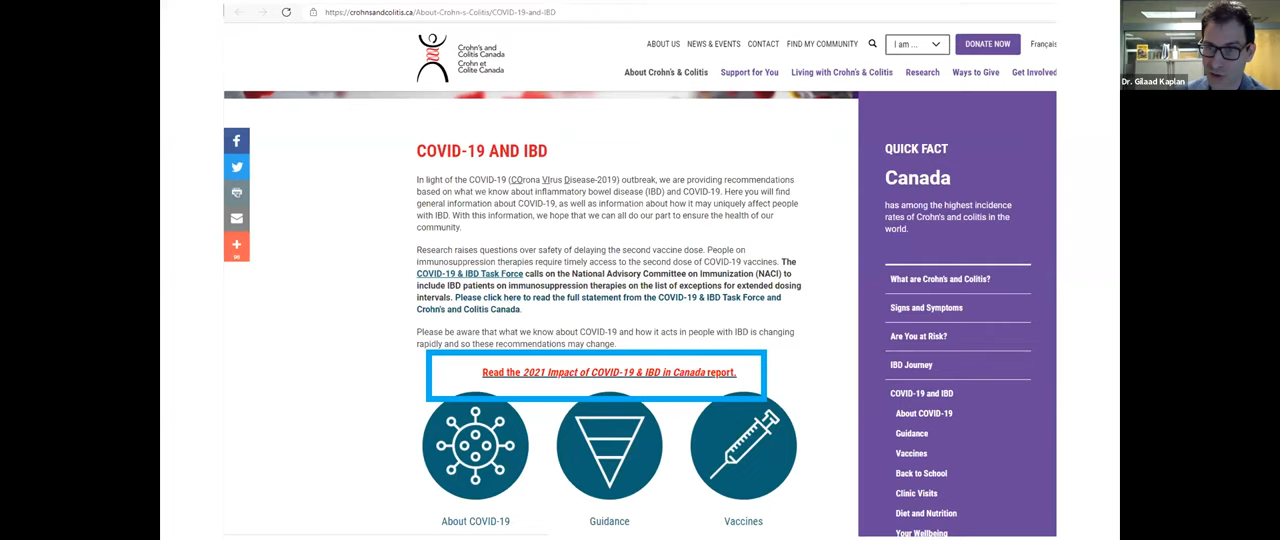 https://crohnsandcolitis.ca/About-Crohn-s-Colitis/COVID-19-and-IBD
Crohn's and
Colitis Canada
Crohn et
Colite Canada
ABOUT US NEWS & EVENTS CONTACT FIND MY COMMUNITY I am ... DONATE NOW Français
About Crohn's & Colitis Support for You Living with Crohn's & Colitis Research Ways to Give Get Involved
Dr. Gilaad Kaplan
COVID-19 AND IBD
In light of the COVID-19 (COrona VIrus Disease-2019) outbreak, we are providing recommendations
based on what we know about inflammatory bowel disease (IBD) and COVID-19. Here you will find
general information about COVID-19, as well as information about how it may uniquely affect people
with IBD. With this information, we hope that we can all do our part to ensure the health of our
community.
Research raises questions over safety of delaying the second vaccine dose. People on
immunosuppression therapies require timely access to the second dose of COVID-19 vaccines. The
COVID-19 & IBD Task Force calls on the National Advisory Committee on Immunization (NACI) to
include IBD patients on immunosuppression therapies on the list of exceptions for extended dosing
intervals. Please click here to read the full statement from the COVID-19 & IBD Task Force and
Crohn's and Colitis Canada.
Please be aware that what we know about COVID-19 and how it acts in people with IBD is changing
rapidly and so these recommendations may change.
Read the 2021 Impact of COVID-19 & IBD in Canada report.
About COVID-19 Guidance Vaccines
QUICK FACT
Canada
has among the highest incidence
rates of Crohn's and colitis in the
world.
What are Crohn's and Colitis?
Signs and Symptoms
Are You at Risk?
IBD Journey
COVID-19 and IBD
About COVID-19
Guidance
Vaccines
Back to School
Clinic Visits
Diet and Nutrition
Your Wellbeing